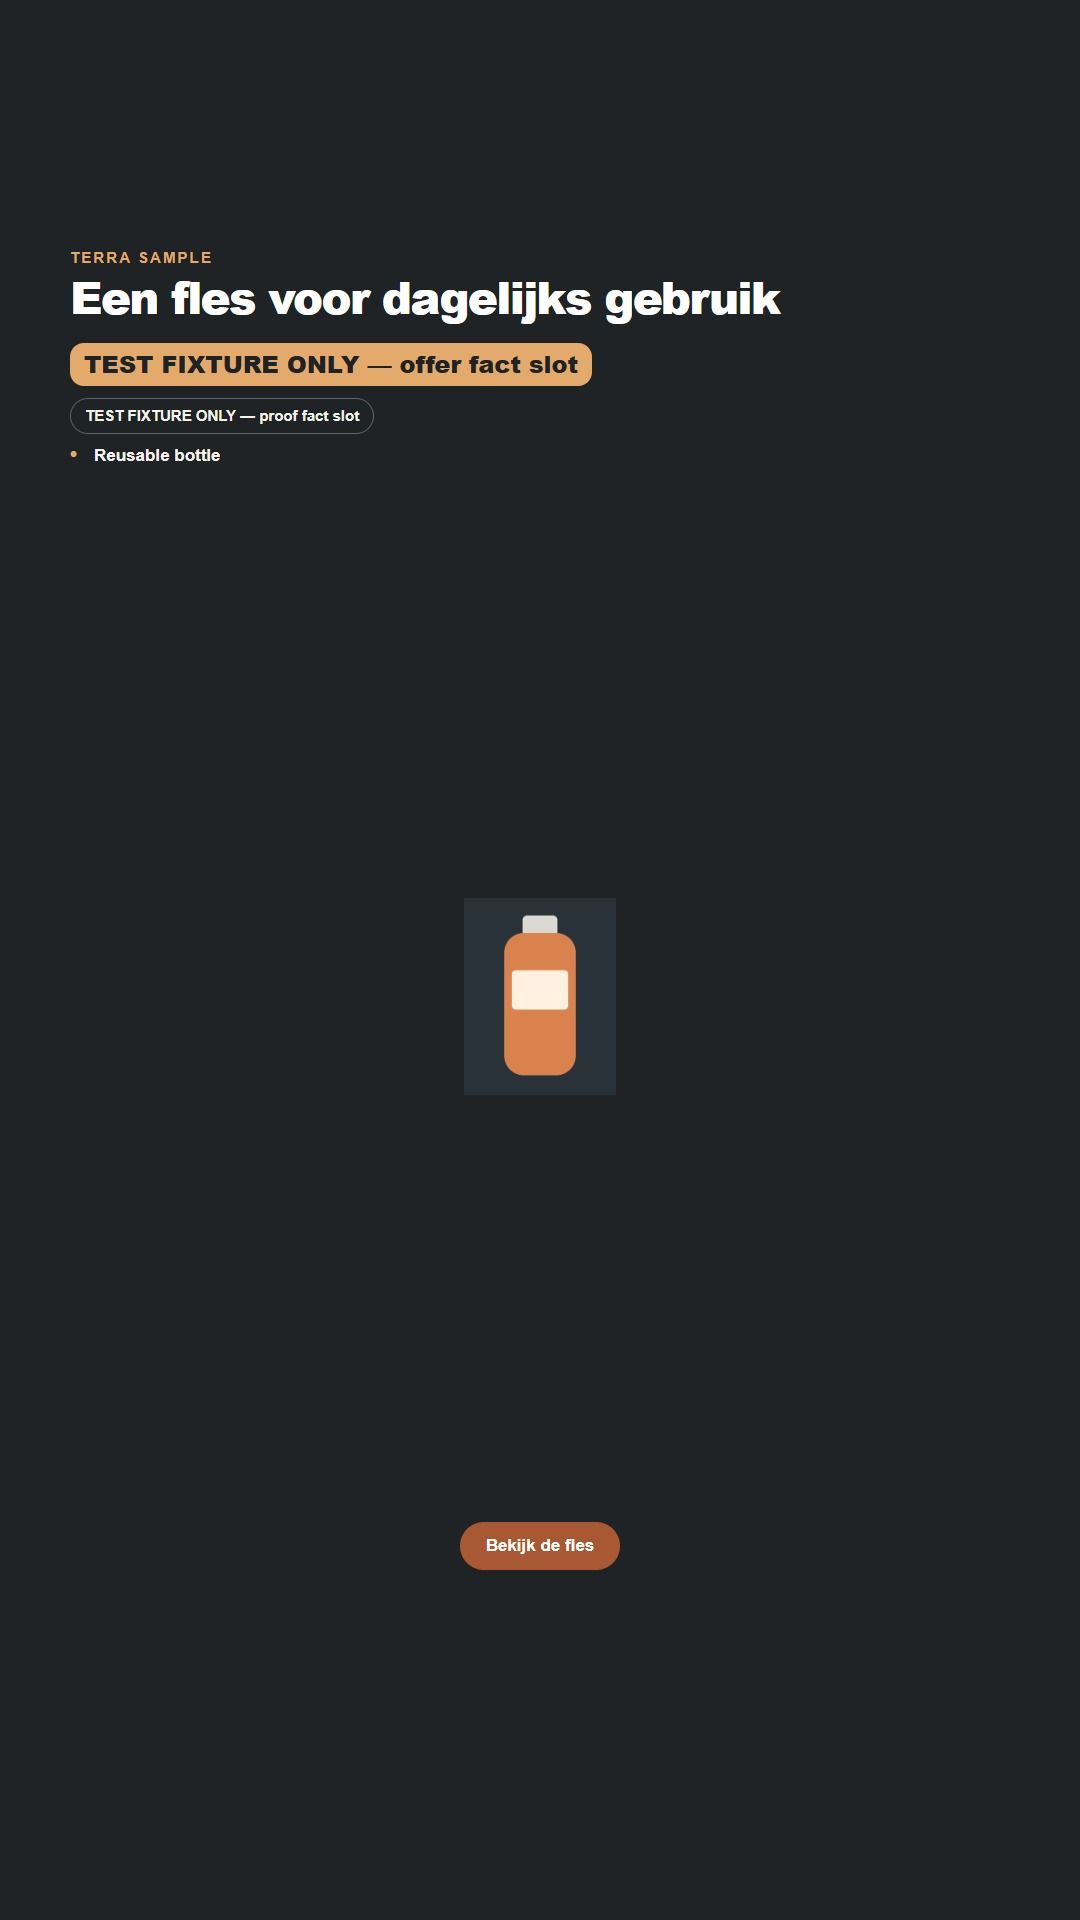 TERRA SAMPLE
Een fles voor dagelijks gebruik
TEST FIXTURE ONLY — offer fact slot
TEST FIXTURE ONLY — proof fact slot
• Reusable bottle
Bekijk de fles